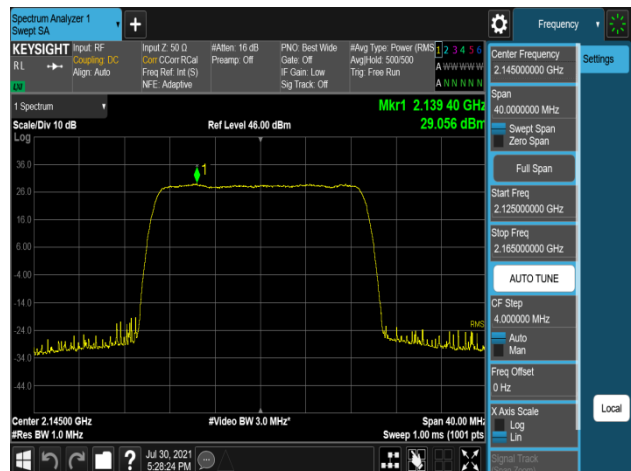 Spectrum Analyzer 1
Swept SA
Frequency
KEYSIGHT
RL
Input: RF
Coupling: DC
Align: Auto
Input Z: 50 Ω
Corr CCorr RCal
Freq Ref: Int (S)
NFE: Adaptive
#Atten: 16 dB
Preamp: Off
PNO: Best Wide
Gate: Off
IF Gain: Low
Sig Track: Off
#Avg Type: Power (RMS
Avg|Hold: 500/500
Trig: Free Run
1 2 3 4 5 6
A W W W W W
A N N N N N
LXI
1 Spectrum
Mkr1 2.139 40 GHz
Scale/Div 10 dB
Ref Level 46.00 dBm
29.056 dBm
Log
1
36.0
26.0
16.0
6.00
-4.00
-14.0
-24.0
-34.0
-44.0
RMS
Center 2.14500 GHz
#Video BW 3.0 MHz*
Span 40.00 MHz
#Res BW 1.0 MHz
Sweep 1.00 ms (1001 pts
?
Jul 30, 2021
5:28:24 PM
Center Frequency
2.145000000 GHz
Settings
Span
40.0000000 MHz
Swept Span
Zero Span
Full Span
Start Freq
2.125000000 GHz
Stop Freq
2.165000000 GHz
AUTO TUNE
CF Step
4.000000 MHz
Auto
Man
Freq Offset
0 Hz
X Axis Scale
Log
Lin
Local
Signal Track
(Span Zoom)